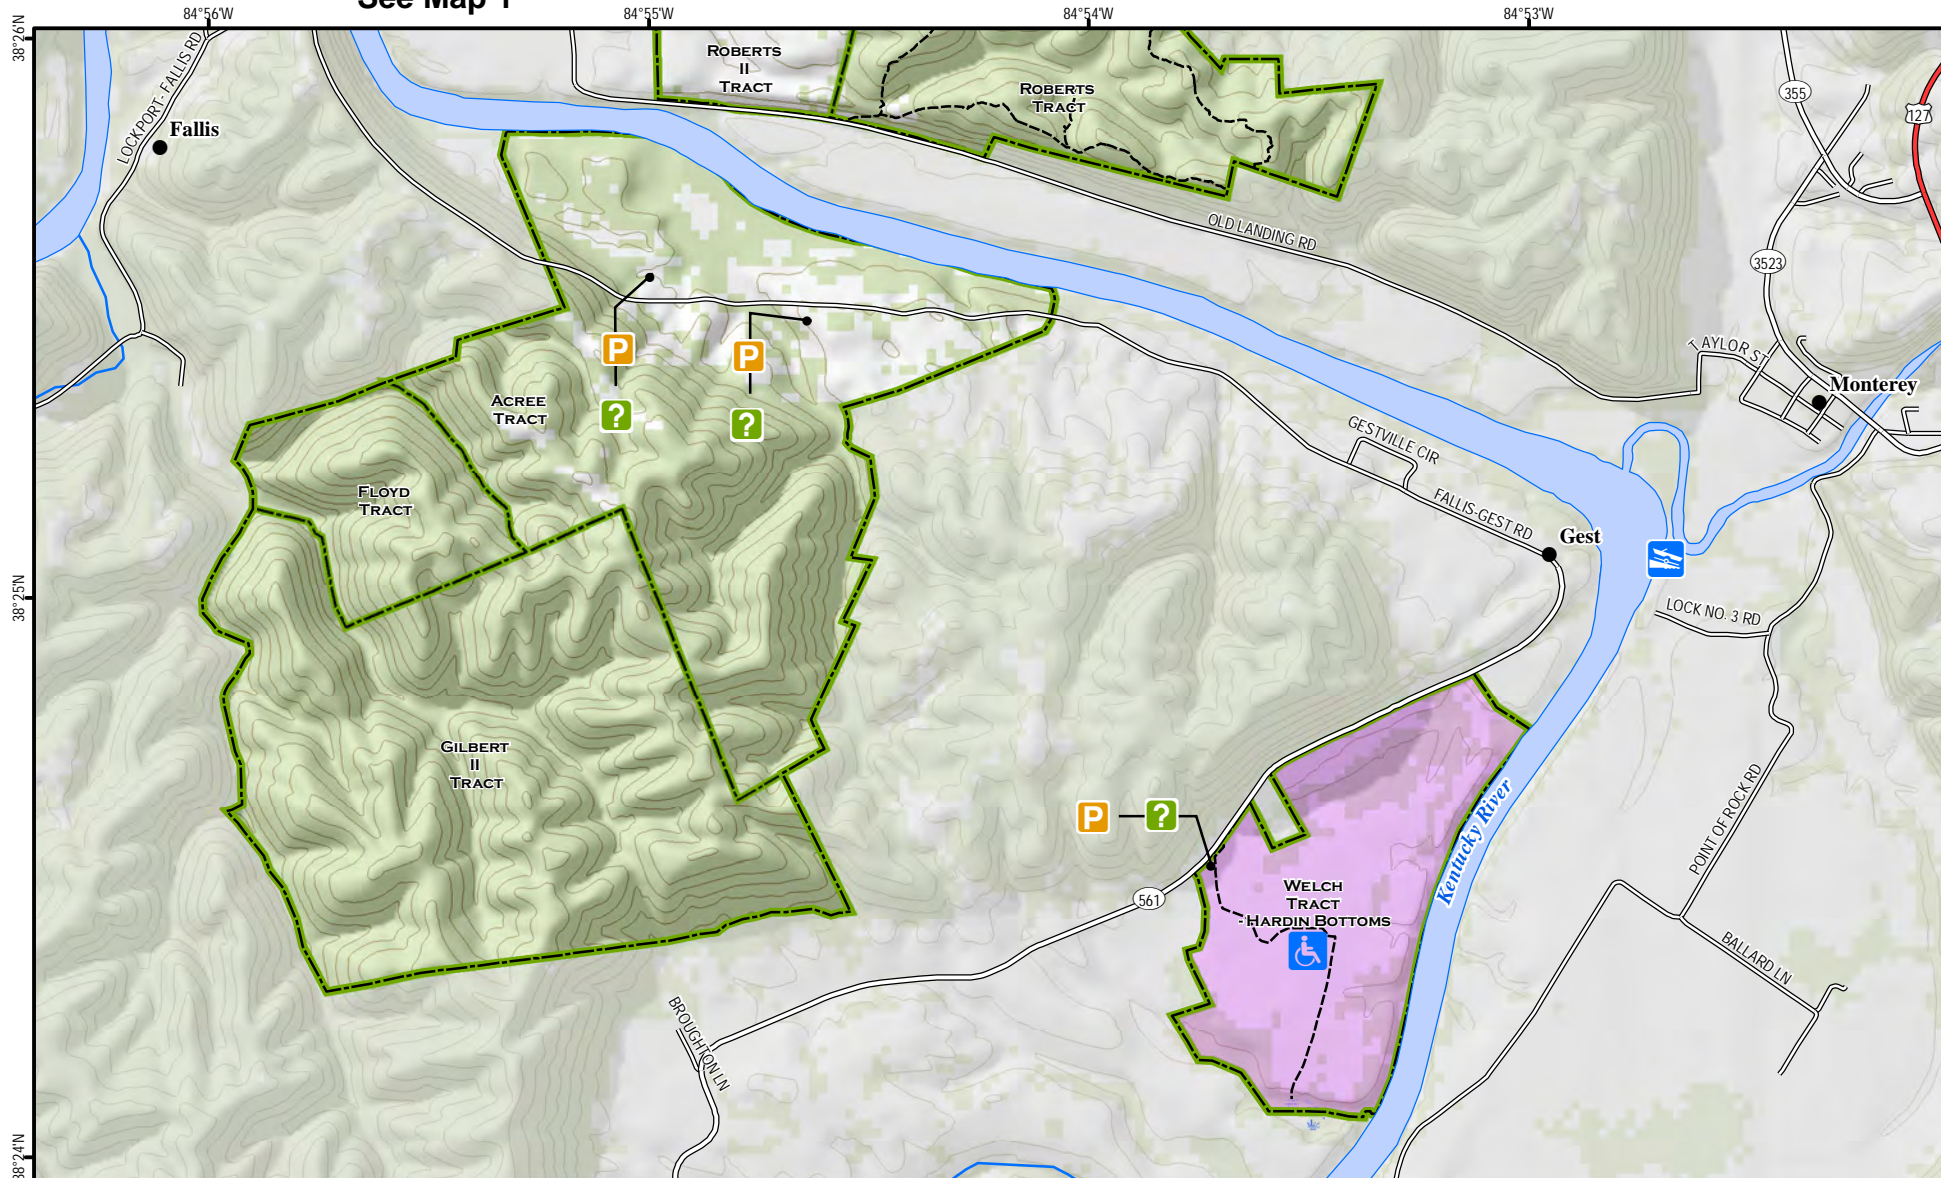 See Map 1
84°56'W
84°55'W
84°54'W
84°53'W
38°26'N
38°25'N
38°24'N
LOCKPORT- FALLIS RD
Fallis
ROBERTS
II
TRACT
ROBERTS
TRACT
355
127
OLD LANDING RD
3523
TAYLOR ST
Monterey
P
P
?
?
ACREE
TRACT
FLOYD
TRACT
GESTVILLE CIR
FALLIS-GEST RD
Gest
LOCK NO. 3 RD
GILBERT
II
TRACT
P
?
Kentucky River
POINT OF ROCK RD
561
WELCH
TRACT
- HARDIN BOTTOMS
BALLARD LN
BROUGHTON LN